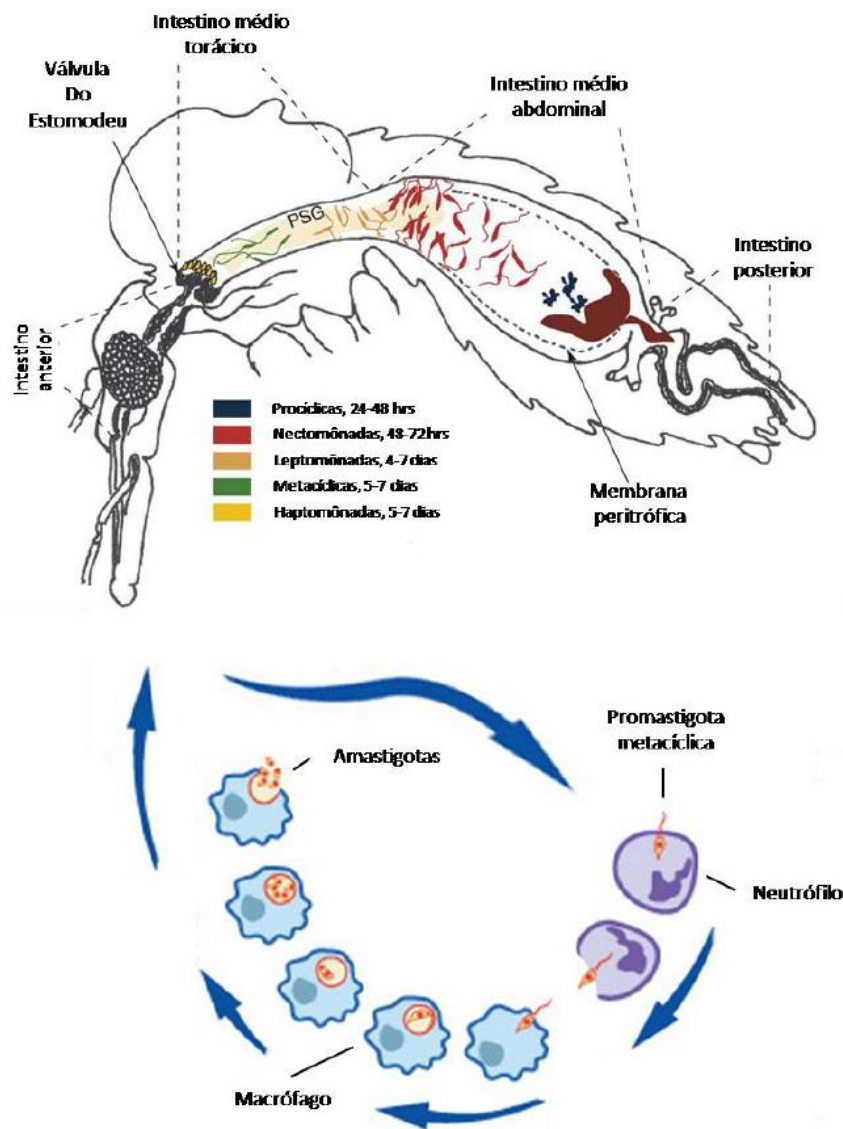 Intestino médio
torácico
Válvula
Do
Estomodeu
Intestino médio
abdominal
PSG
Intestino
posterior
Intestino
anterior
Procíclicas, 24-48 hrs
Nectomônadas, 48-72hrs
Leptomônadas, 4-7 dias
Metacíclicas, 5-7 dias
Haptomônadas, 5-7 dias
Membrana
peritrófica
Promastigota
metacíclica
Amastigotas
Neutrófilo
Macrófago